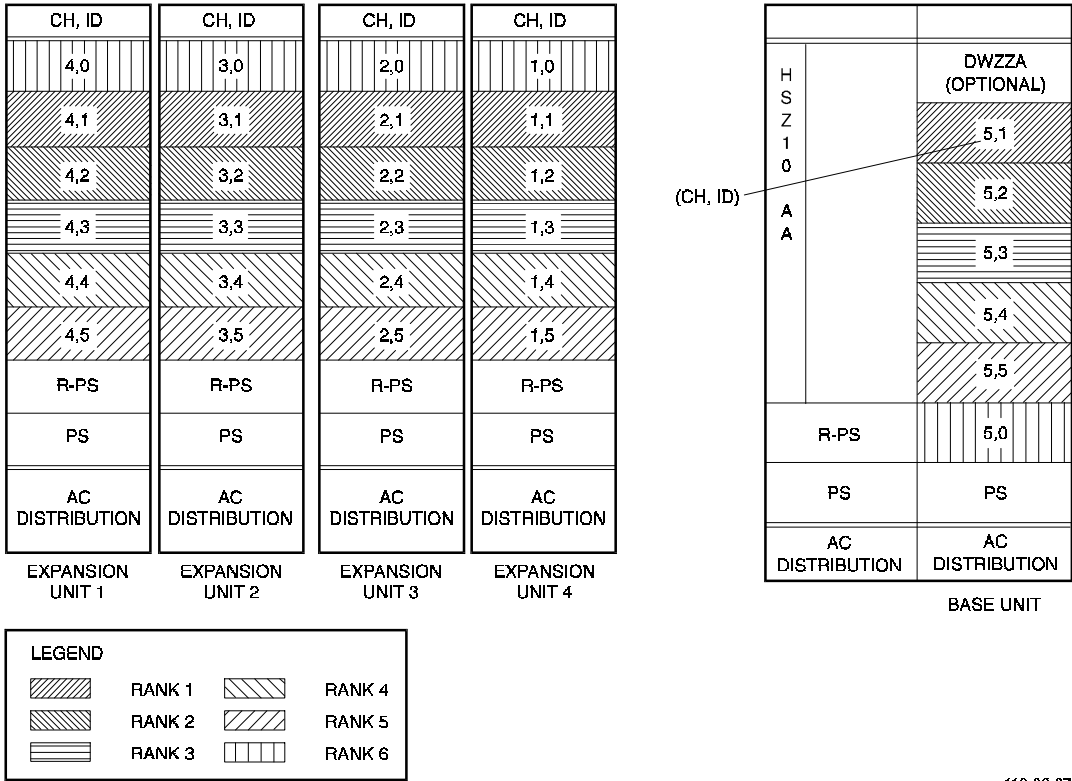 CH, ID
4,0
4,1
4,2
4,3
4,4
4,5
R-PS
PS
AC
DISTRIBUTION
EXPANSION
UNIT 1
CH, ID
3,0
3,1
3,2
3,3
3,4
3,5
R-PS
PS
AC
DISTRIBUTION
EXPANSION
UNIT 2
CH, ID
2,0
2,1
2,2
2,3
2,4
2,5
R-PS
PS
AC
DISTRIBUTION
EXPANSION
UNIT 3
CH, ID
1,0
1,1
1,2
1,3
1,4
1,5
R-PS
PS
AC
DISTRIBUTION
EXPANSION
UNIT 4
(CH, ID)
HSZ10 AA
R-PS
PS
AC
DISTRIBUTION
DWZZA
(OPTIONAL)
5,1
5,2
5,3
5,4
5,5
5,0
PS
AC
DISTRIBUTION
BASE UNIT
LEGEND
RANK 1
RANK 2
RANK 3
RANK 4
RANK 5
RANK 6